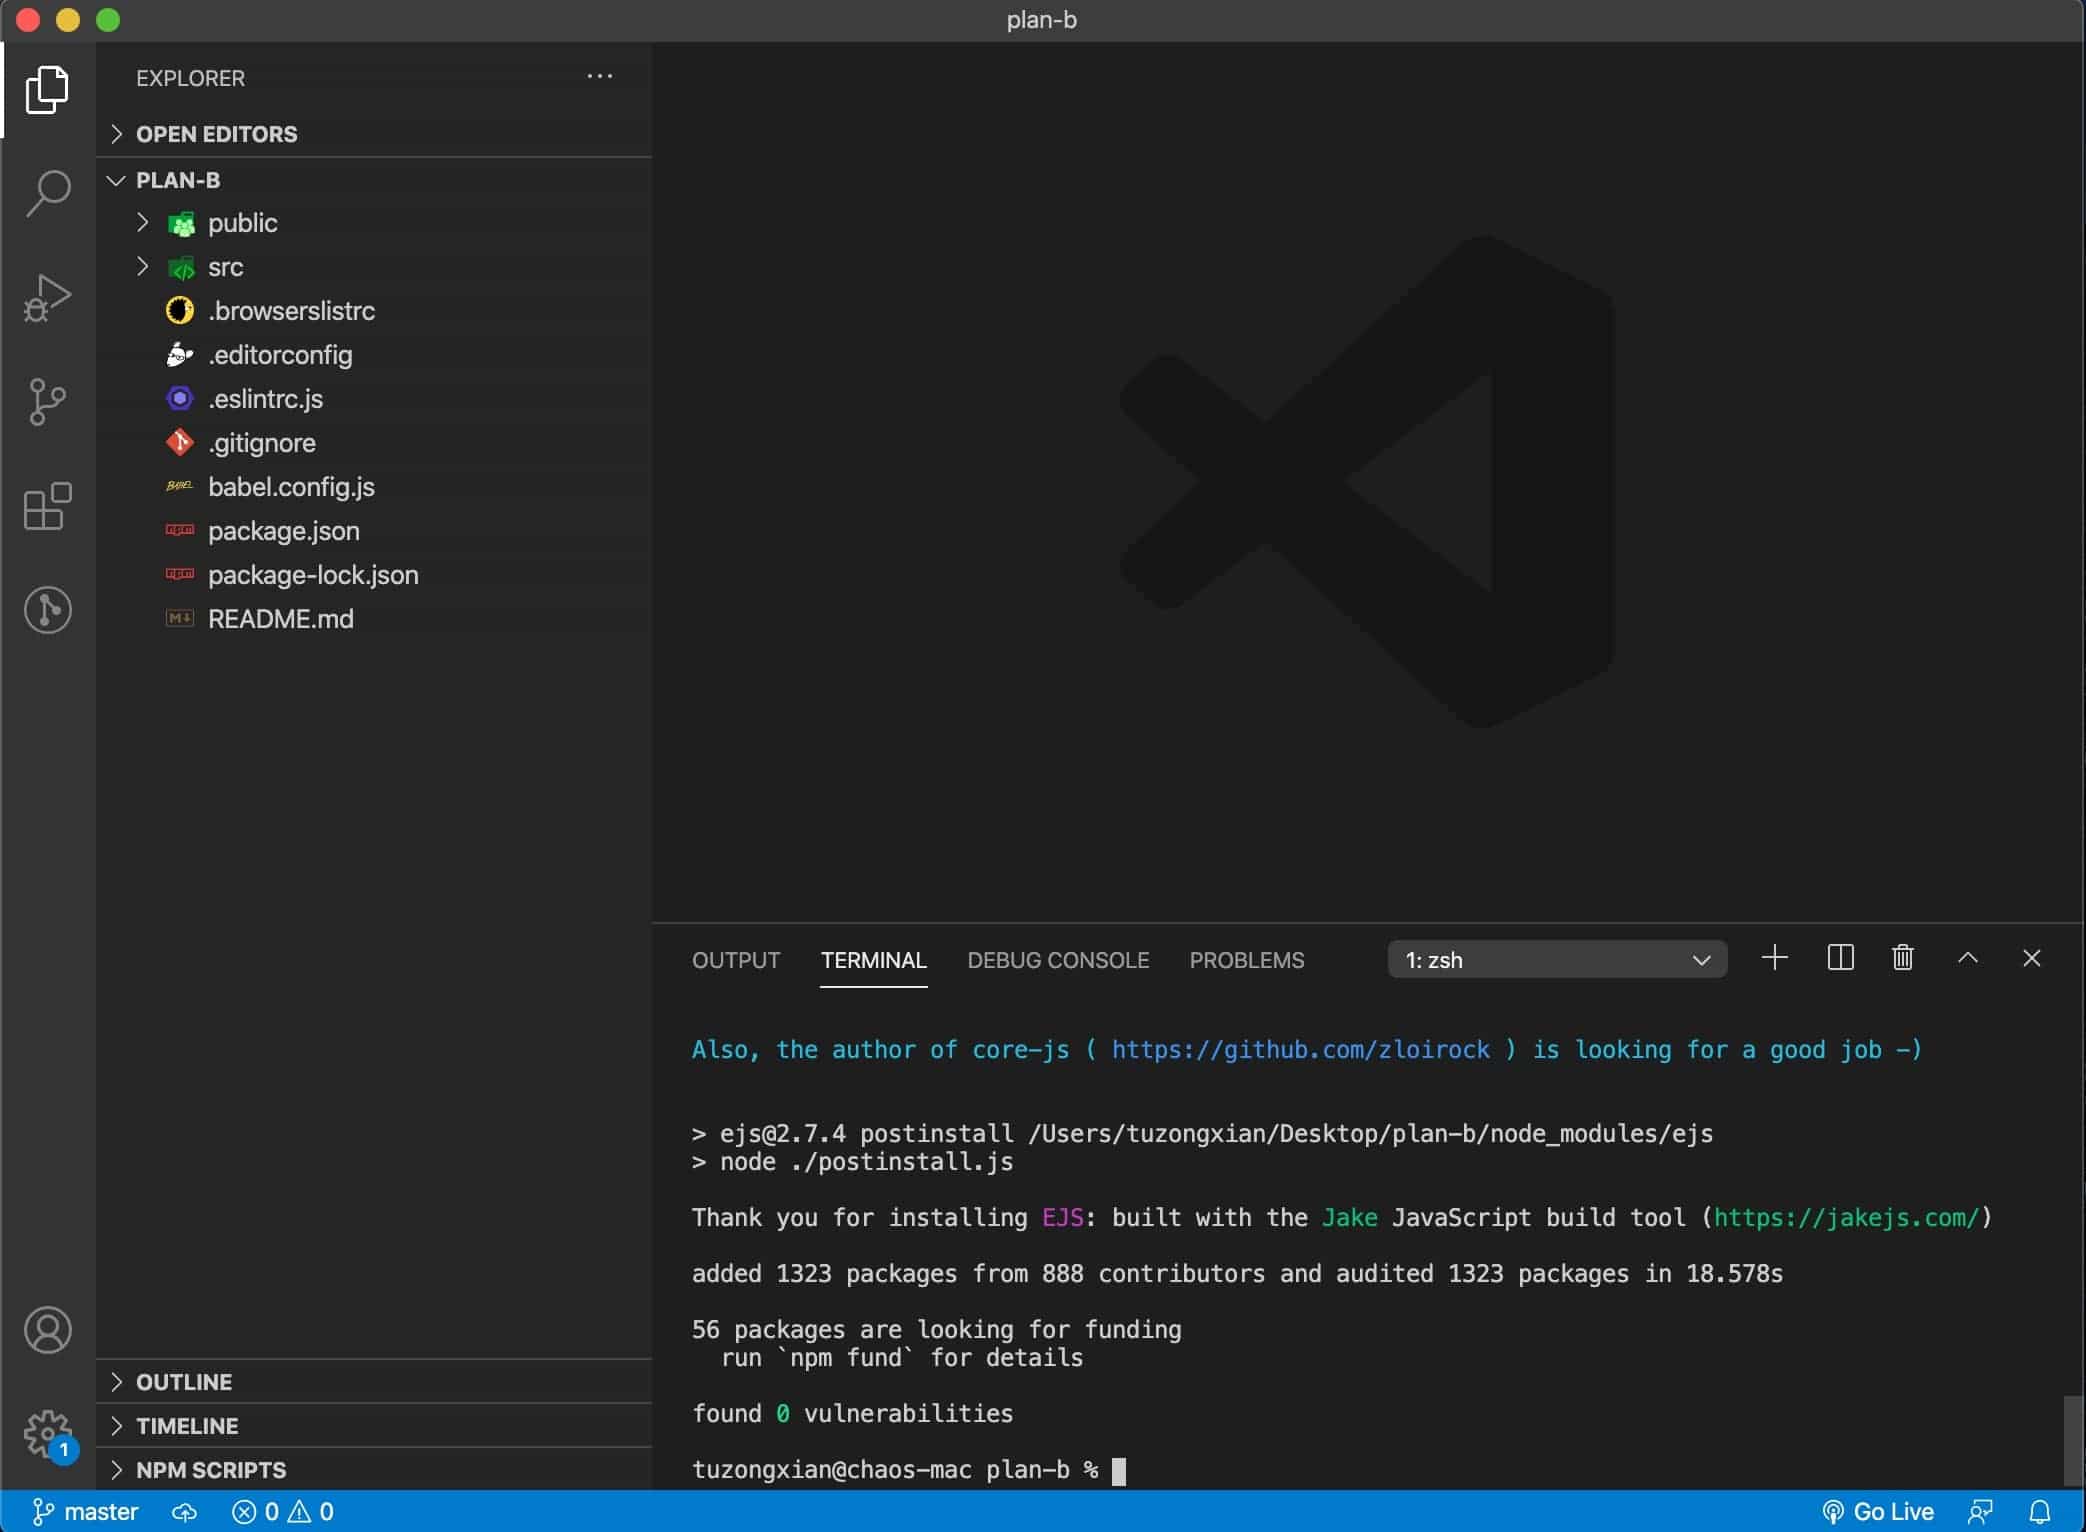 plan-b
EXPLORER
OPEN EDITORS
PLAN-B
public
src
.browserslistrc
.editorconfig
.eslintrc.js
.gitignore
BABEL babel.config.js
package.json
package-lock.json
M README.md
OUTLINE
TIMELINE
NPM SCRIPTS
1
OUTPUT TERMINAL DEBUG CONSOLE PROBLEMS 1: zsh
Also, the author of core-js ( https://github.com/zloirock ) is looking for a good job -)
> ejs@2.7.4 postinstall /Users/tuzongxian/Desktop/plan-b/node_modules/ejs
> node ./postinstall.js
Thank you for installing EJS: built with the Jake JavaScript build tool (https://jakejs.com/)
added 1323 packages from 888 contributors and audited 1323 packages in 18.578s
56 packages are looking for funding
run `npm fund` for details
found 0 vulnerabilities
tuzongxian@chaos-mac plan-b %
master 0 0 Go Live